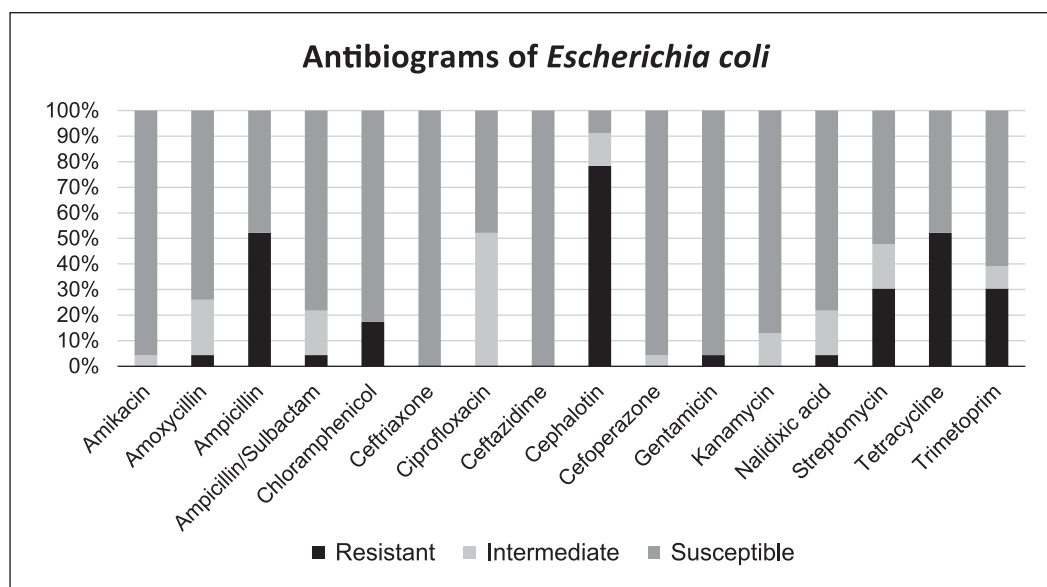 Antibiograms of Escherichia coli
100%
90%
80%
70%
60%
50%
40%
30%
20%
10%
0%
Amikacin
Amoxycillin
Ampicillin
Ampicillin/Sulbactam
Chloramphenicol
Ceftriaxone
Ciprofloxacin
Ceftazidime
Cephalotin
Cefoperazone
Gentamicin
Kanamycin
Nalidixic acid
Streptomycin
Tetracycline
Trimetoprim
Resistant Intermediate Susceptible